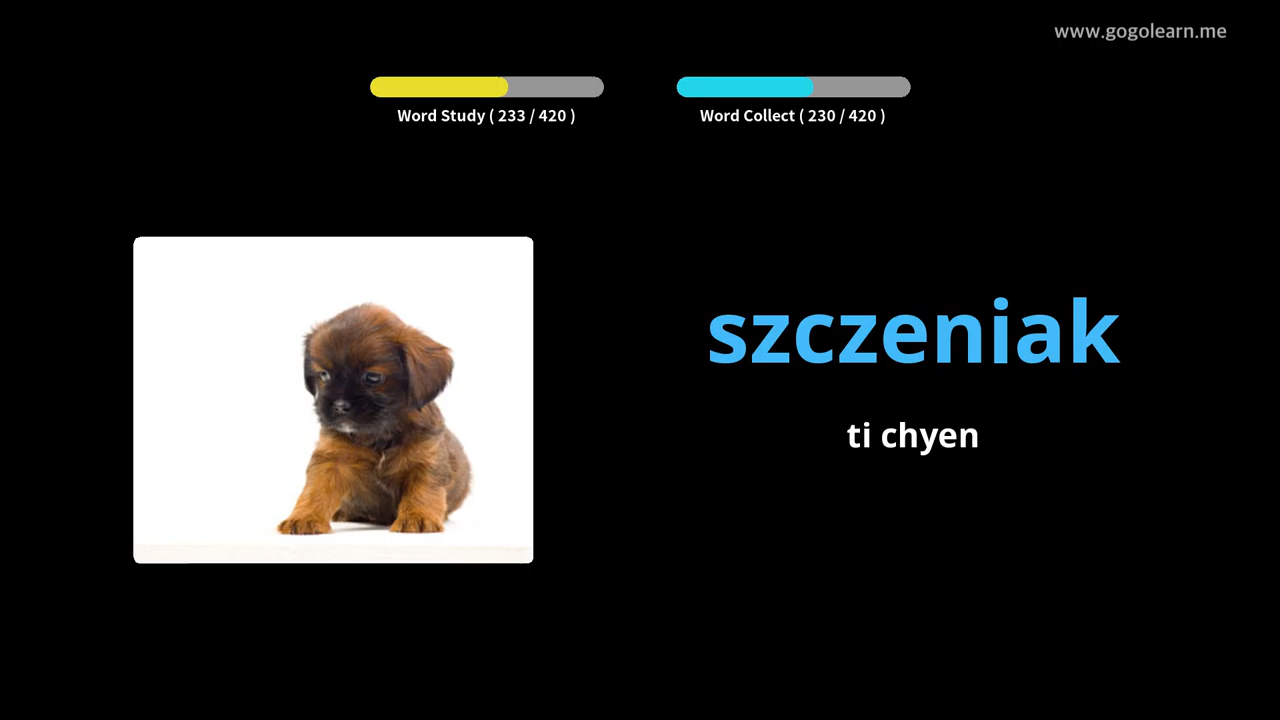 www.gogolearn.me
Word Study ( 233 / 420 )
Word Collect ( 230 / 420 )
szczeniak
ti chyen